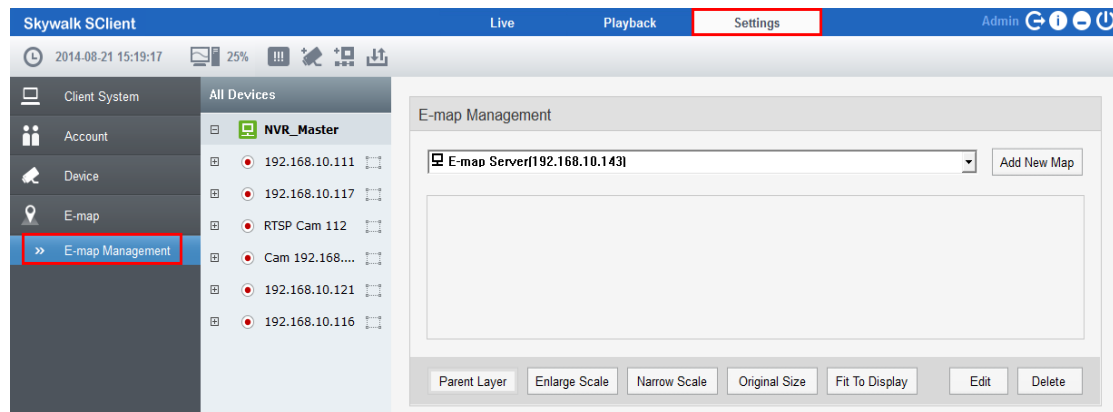 Skywalk SClient Live Playback Settings Admin
2014-08-21 15:19:17 25%
Client System
Account
Device
E-map
E-map Management
All Devices
NVR_Master
192.168.10.111
192.168.10.117
RTSP Cam 112
Cam 192.168....
192.168.10.121
192.168.10.116
E-map Management
E-map Server(192.168.10.143) Add New Map
Parent Layer Enlarge Scale Narrow Scale Original Size Fit To Display Edit Delete